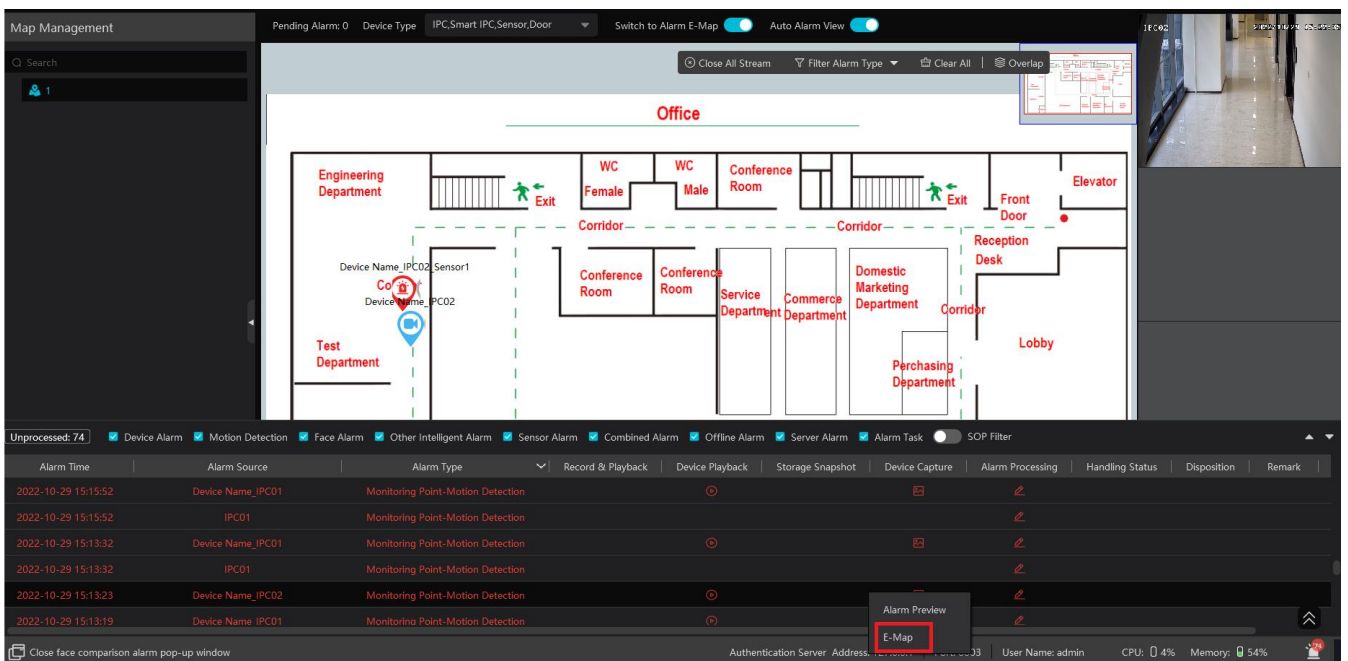 Map Management
Pending Alarm: 0 Device Type IPC,Smart IPC,Sensor,Door Switch to Alarm E-Map Auto Alarm View
IPC02
Search
1
Close All Stream Filter Alarm Type Clear All Overlap
Office
Engineering
Department
Exit
WC
Female
WC
Male
Conference
Room
Exit
Front
Door
Elevator
Corridor
Corridor
Reception
Desk
Device Name_IPC02_Sensor1
Device Name_IPC02
Conference
Room
Conference
Room
Service
Department
Commerce
Department
Domestic
Marketing
Department
Corridor
Test
Department
Perchasing
Department
Lobby
Unprocessed: 74 Device Alarm Motion Detection Face Alarm Other Intelligent Alarm Sensor Alarm Combined Alarm Offline Alarm Server Alarm Alarm Task SOP Filter
Alarm Time Alarm Source Alarm Type Record & Playback Device Playback Storage Snapshot Device Capture Alarm Processing Handling Status Disposition Remark
2022-10-29 15:15:52 Device Name_IPC01 Monitoring Point-Motion Detection
2022-10-29 15:15:52 IPC01 Monitoring Point-Motion Detection
2022-10-29 15:13:32 Device Name_IPC01 Monitoring Point-Motion Detection
2022-10-29 15:13:32 IPC01 Monitoring Point-Motion Detection
2022-10-29 15:13:23 Device Name_IPC02 Monitoring Point-Motion Detection
2022-10-29 15:13:19 Device Name_IPC01 Monitoring Point-Motion Detection
Alarm Preview
E-Map
Close face comparison alarm pop-up window Authentication Server Address: User Name: admin CPU: 4% Memory: 54% 74